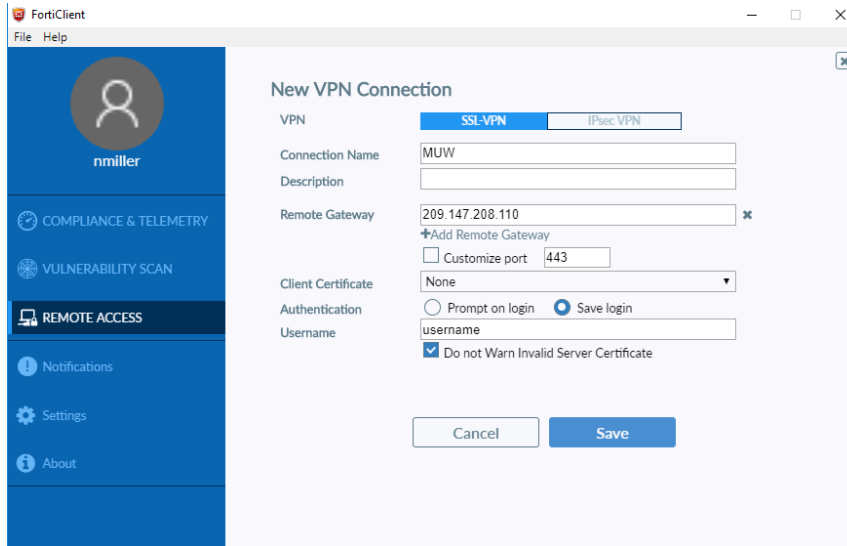 FortiClient
File Help
nmiller
COMPLIANCE & TELEMETRY
VULNERABILITY SCAN
REMOTE ACCESS
Notifications
Settings
About
New VPN Connection
VPN SSL-VPN IPsec VPN
Connection Name MUW
Description
Remote Gateway 209.147.208.110
+Add Remote Gateway
Customize port 443
Client Certificate None
Authentication Prompt on login Save login
Username username
Do not Warn Invalid Server Certificate
Cancel Save